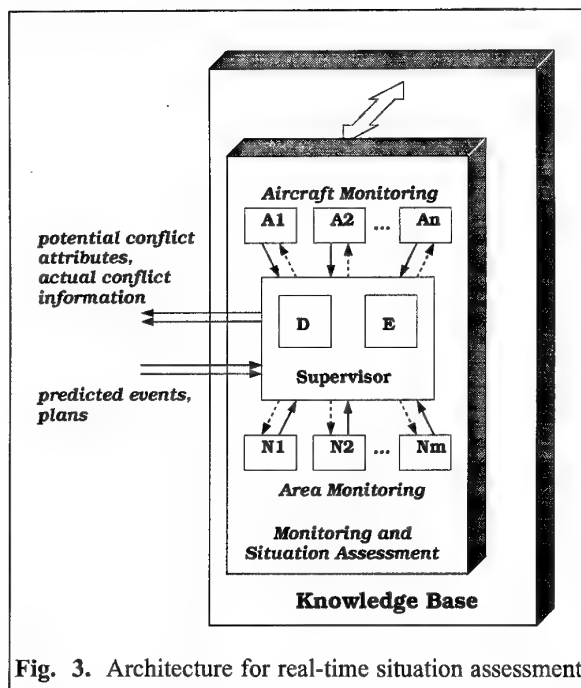 Aircraft Monitoring
A1 A2 ... An
potential conflict
attributes,
actual conflict
information
D E
Supervisor
predicted events,
plans
N1 N2 ... Nm
Area Monitoring
Monitoring and
Situation Assessment
Knowledge Base
Fig. 3. Architecture for real-time situation assessment